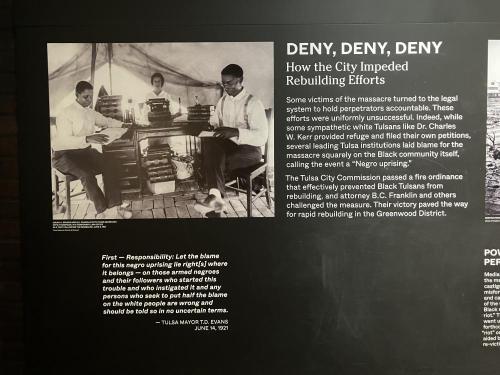 DENY, DENY, DENY
How the City Impeded
Rebuilding Efforts
Some victims of the massacre turned to the legal
system to hold perpetrators accountable. These
efforts were uniformly unsuccessful. Indeed, while
some sympathetic white Tulsans like Dr. Charles
W. Kerr provided refuge and filed their own petitions,
several leading Tulsa institutions laid blame for the
massacre squarely on the Black community itself,
calling the event a “Negro uprising.”
The Tulsa City Commission passed a fire ordinance
that effectively prevented Black Tulsans from
rebuilding, and attorney B.C. Franklin and others
challenged the measure. Their victory paved the way
for rapid rebuilding in the Greenwood District.
First — Responsibility: Let the blame
for this negro uprising lie right[s] where
it belongs — on those armed negroes
and their followers who started this
trouble and who instigated it and any
persons who seek to put half the blame
on the white people are wrong and
should be told so in no uncertain terms.
— TULSA MAYOR T.D. EVANS
JUNE 14, 1921